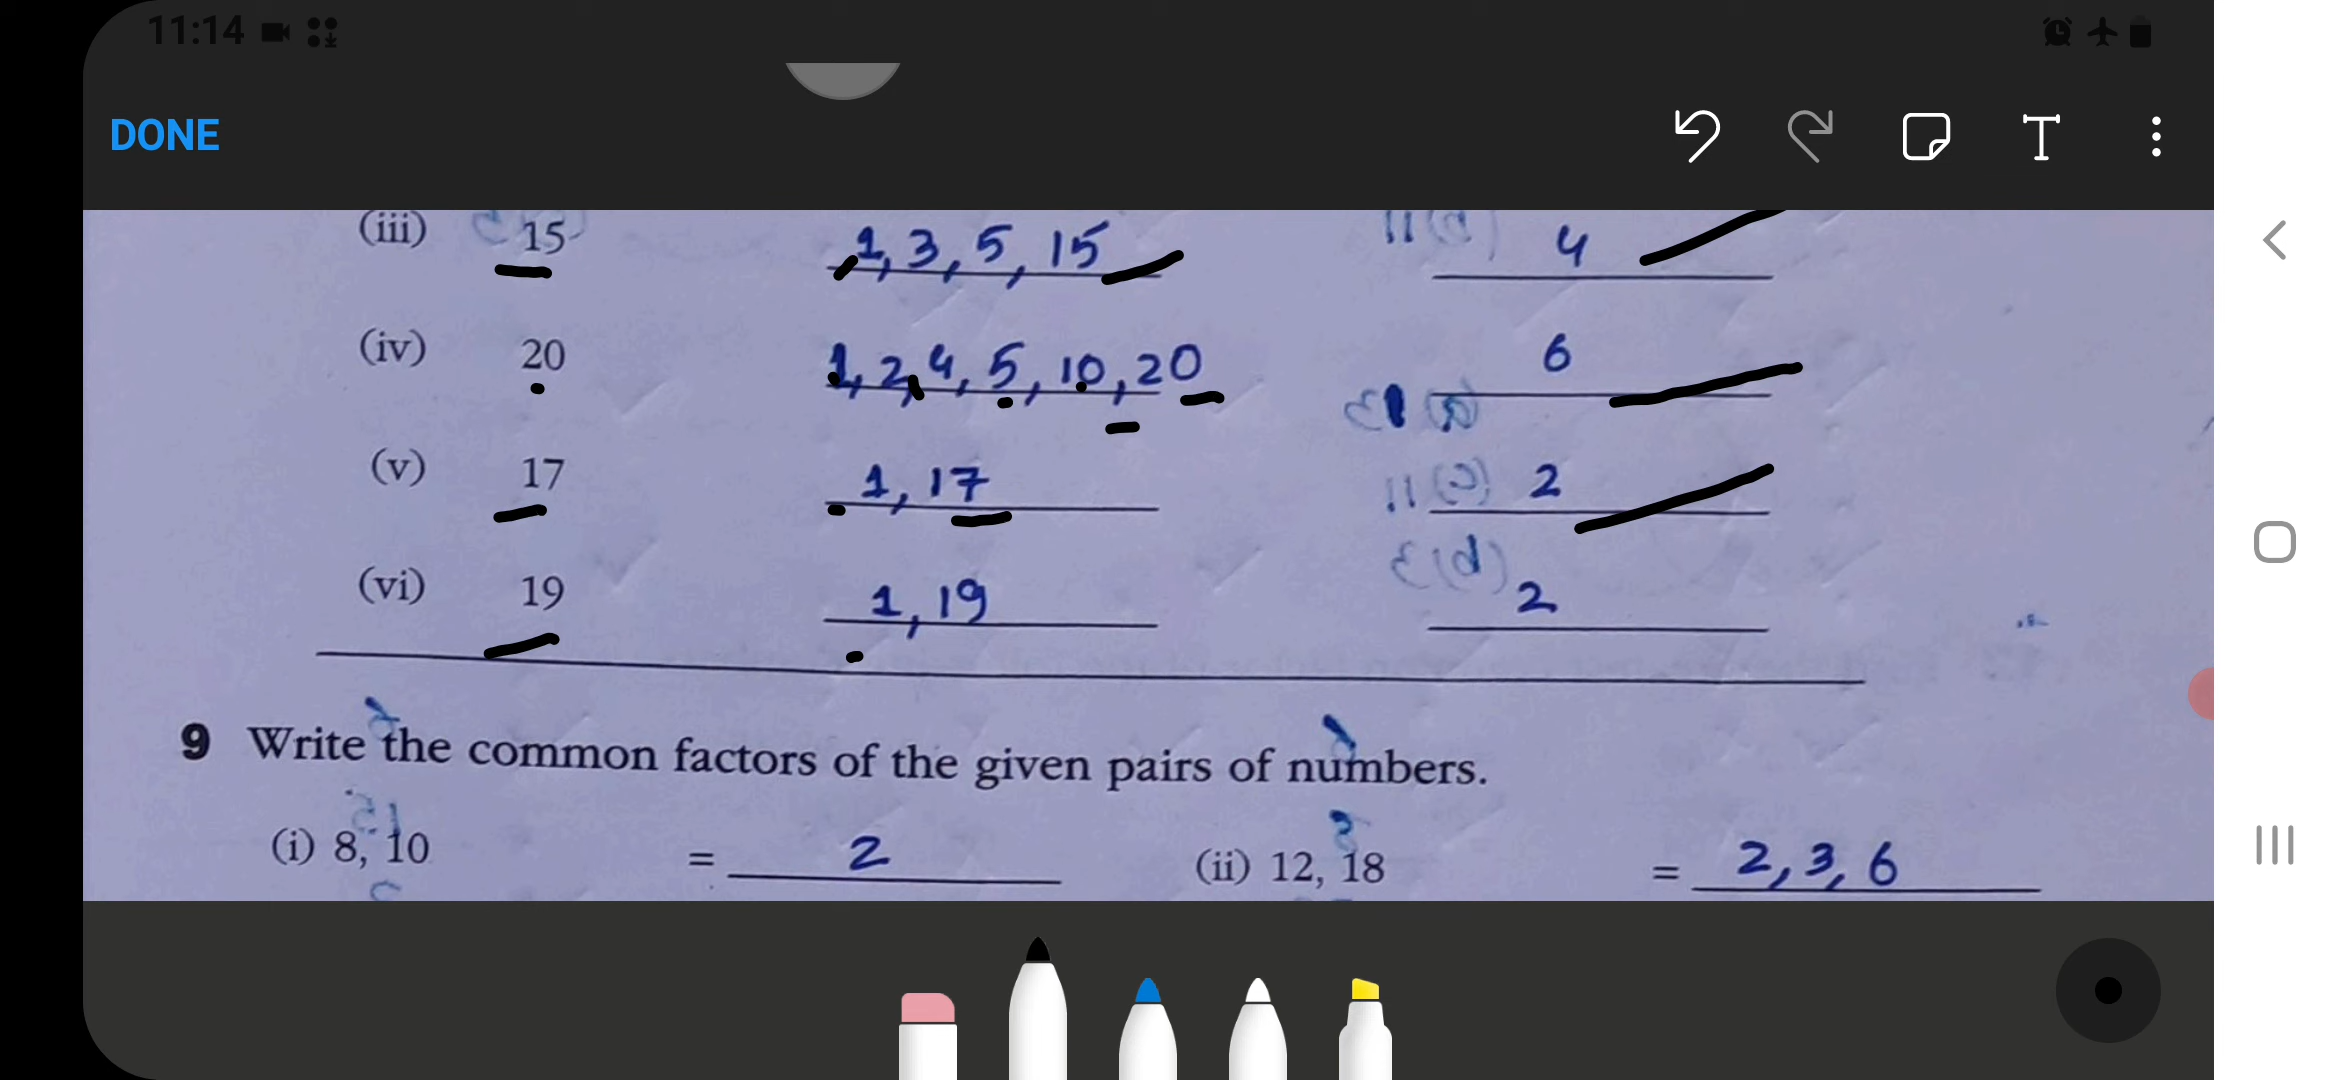 11:14
DONE
T
(iii) 15 1, 3, 5, 15 4
(iv) 20 1, 2, 4, 5, 10, 20 6
(v) 17 1, 17 2
(vi) 19 1, 19 2
9 Write the common factors of the given pairs of numbers.
(i) 8, 10 = 2 (ii) 12, 18 = 2, 3, 6